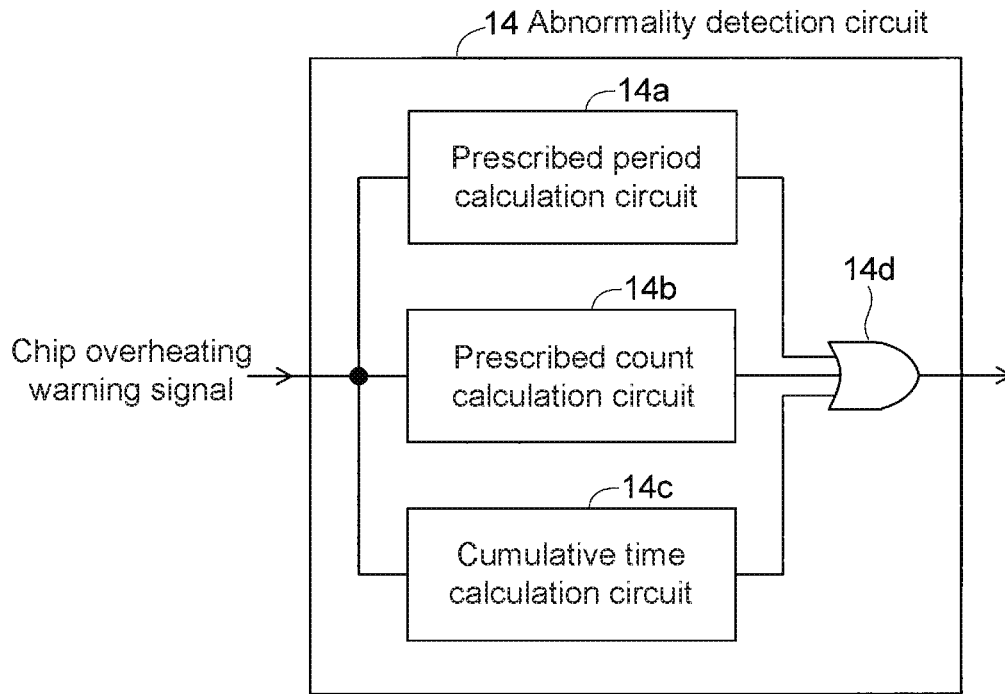 14 Abnormality detection circuit
14a
Prescribed period
calculation circuit
14b
Prescribed count
calculation circuit
14c
Cumulative time
calculation circuit
14d
Chip overheating
warning signal